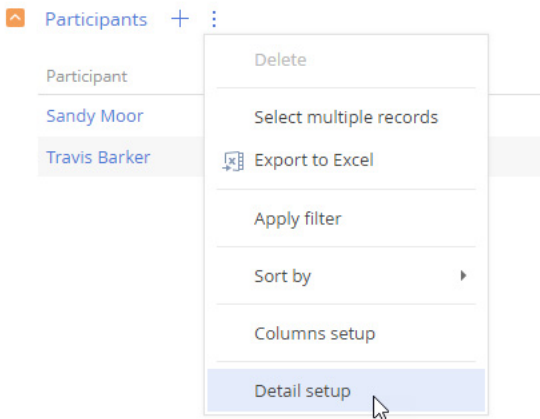 Participants
Participant
Sandy Moor
Travis Barker
Delete
Select multiple records
Export to Excel
Apply filter
Sort by
Columns setup
Detail setup